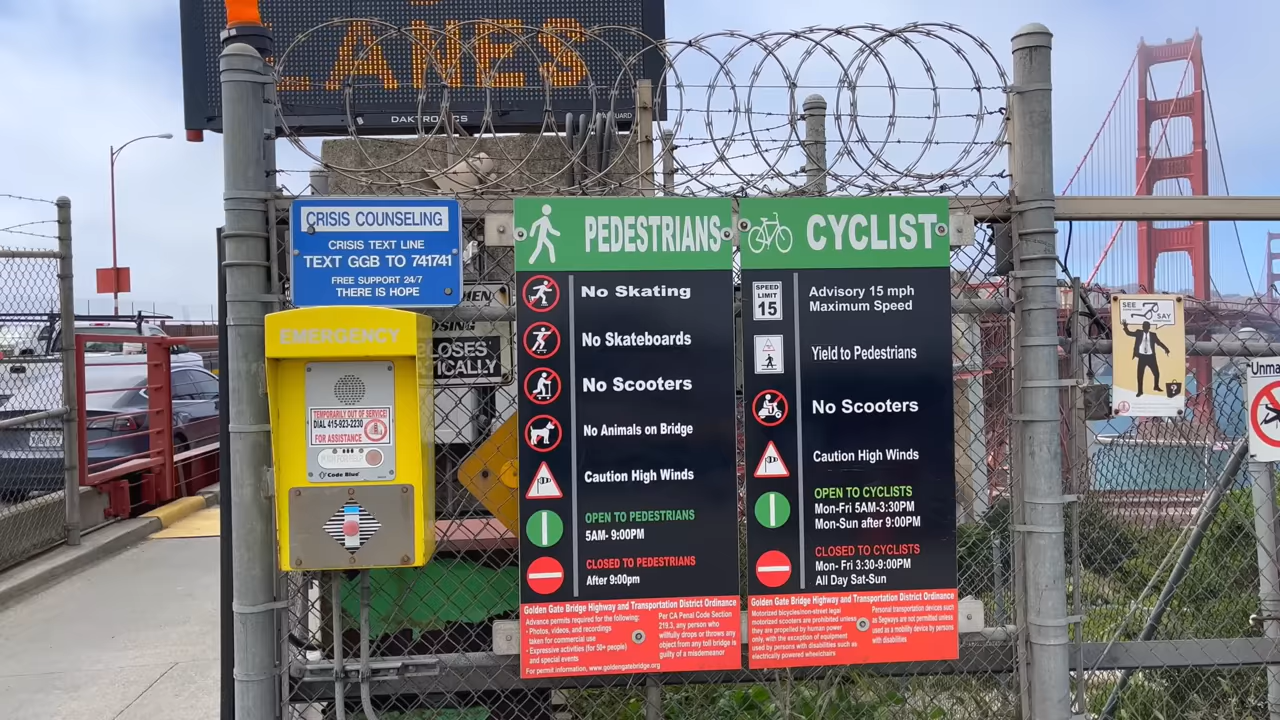 LANES
DAKTRONICS
CRISIS COUNSELING
CRISIS TEXT LINE
TEXT GGB TO 741741
FREE SUPPORT 24/7
THERE IS HOPE
EMERGENCY
TEMPORARILY OUT OF SERVICE!
DIAL 415-923-2230
FOR ASSISTANCE
Code Blue
PEDESTRIANS
No Skating
No Skateboards
No Scooters
No Animals on Bridge
Caution High Winds
OPEN TO PEDESTRIANS
5AM- 9:00PM
CLOSED TO PEDESTRIANS
After 9:00pm
Golden Gate Bridge Highway and Transportation District Ordinance
Advance permits required for the following:
• Photos, videos, and recordings
taken for commercial use
• Expressive activities (for 50+ people)
and special events
For permit information, www.goldengatebridge.org
Per CA Penal Code Section
219.3, any person who
willfully drops or throws any
object from any toll bridge is
guilty of a misdemeanor
CYCLIST
SPEED
LIMIT
15
Advisory 15 mph
Maximum Speed
Yield to Pedestrians
No Scooters
Caution High Winds
OPEN TO CYCLISTS
Mon-Fri 5AM-3:30PM
Mon-Sun after 9:00PM
CLOSED TO CYCLISTS
Mon- Fri 3:30-9:00PM
All Day Sat-Sun
Golden Gate Bridge Highway and Transportation District Ordinance
Motorized bicycles/non-street legal
motorized scooters are prohibited unless
they are propelled by human power
only, with the exception of equipment
used by persons with disabilities such as
electrically powered wheelchairs
Personal transportation devices such
as Segways are not permitted unless
used as a mobility device by persons
with disabilities
SEE
SAY
Unma